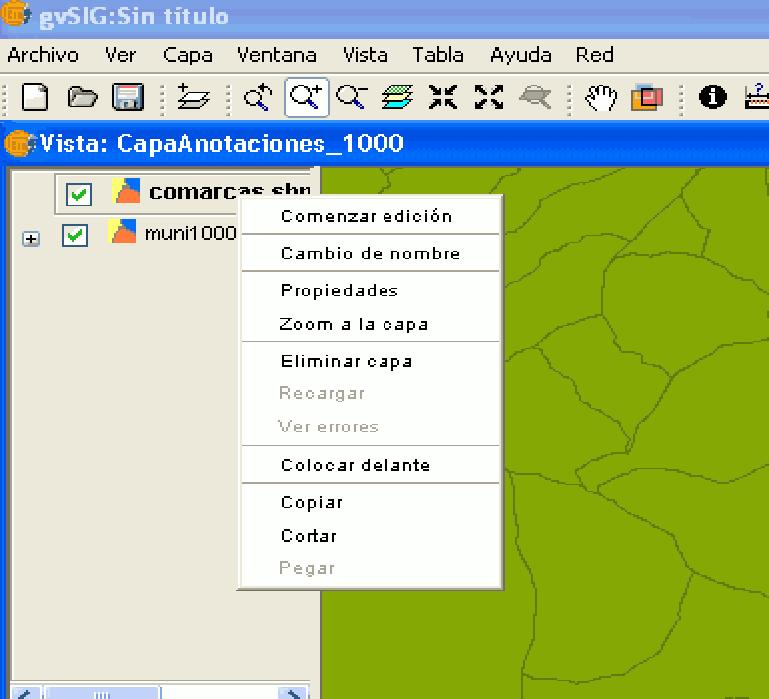 gvSIG:Sin título
Archivo Ver Capa Ventana Vista Tabla Ayuda Red
Vista: CapaAnotaciones_1000
comarcas.shp
muni1000
Comenzar edición
Cambio de nombre
Propiedades
Zoom a la capa
Eliminar capa
Recargar
Ver errores
Colocar delante
Copiar
Cortar
Pegar